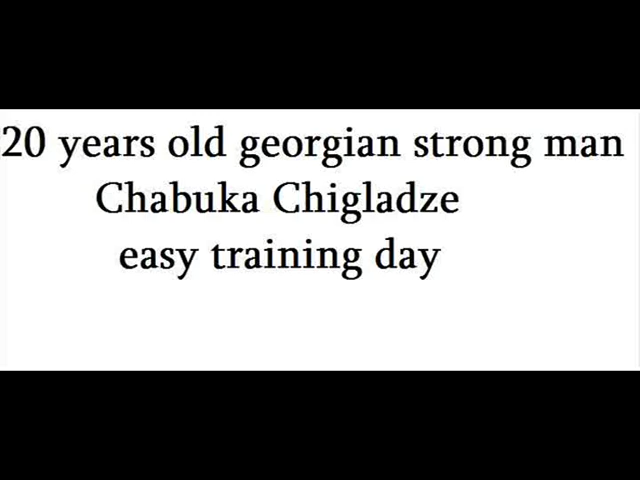 20 years old georgian strong man
Chabuka Chigladze
easy training day